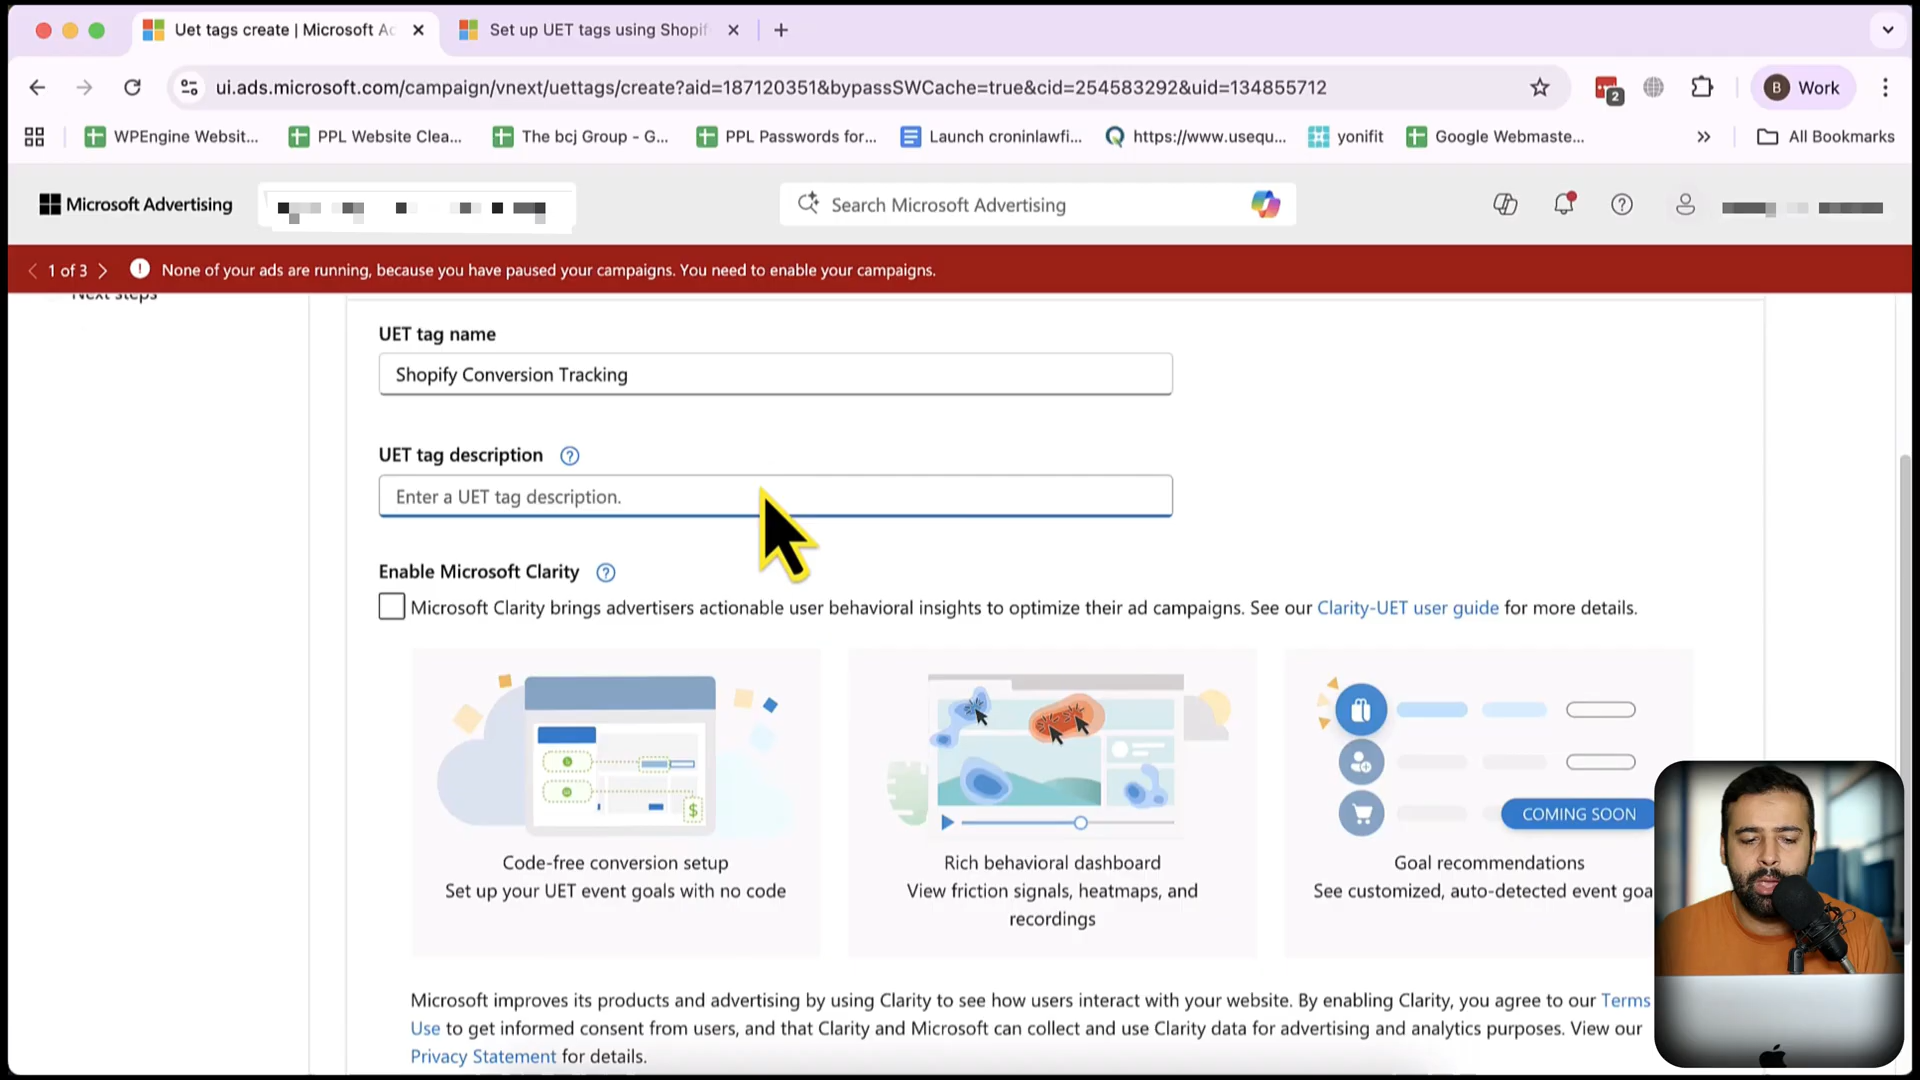 Uet tags create | Microsoft Ad
Set up UET tags using Shopif
ui.ads.microsoft.com/campaign/vnext/uettags/create?aid=187120351&bypassSWCache=true&cid=254583292&uid=134855712
2
B Work
WPEngine Websit...
PPL Website Clea...
The bcj Group - G...
PPL Passwords for...
Launch croninlawfi...
https://www.usequ...
yonifit
Google Webmaste...
All Bookmarks
Microsoft Advertising
Search Microsoft Advertising
1 of 3
None of your ads are running, because you have paused your campaigns. You need to enable your campaigns.
Next steps
UET tag name
Shopify Conversion Tracking
UET tag description
Enter a UET tag description.
Enable Microsoft Clarity
Microsoft Clarity brings advertisers actionable user behavioral insights to optimize their ad campaigns. See our Clarity-UET user guide for more details.
COMING SOON
Code-free conversion setup
Set up your UET event goals with no code
Rich behavioral dashboard
View friction signals, heatmaps, and
recordings
Goal recommendations
See customized, auto-detected event goa
Microsoft improves its products and advertising by using Clarity to see how users interact with your website. By enabling Clarity, you agree to our Terms
Use to get informed consent from users, and that Clarity and Microsoft can collect and use Clarity data for advertising and analytics purposes. View our
Privacy Statement for details.